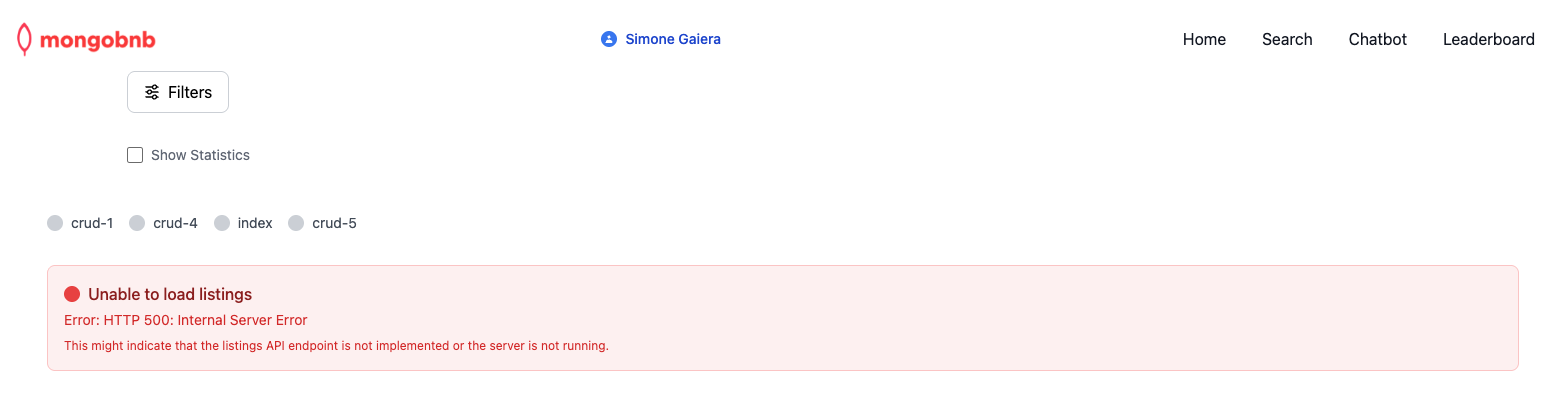 mongobnb Simone Gaiera Home Search Chatbot Leaderboard
Filters
Show Statistics
crud-1 crud-4 index crud-5
Unable to load listings
Error: HTTP 500: Internal Server Error
This might indicate that the listings API endpoint is not implemented or the server is not running.